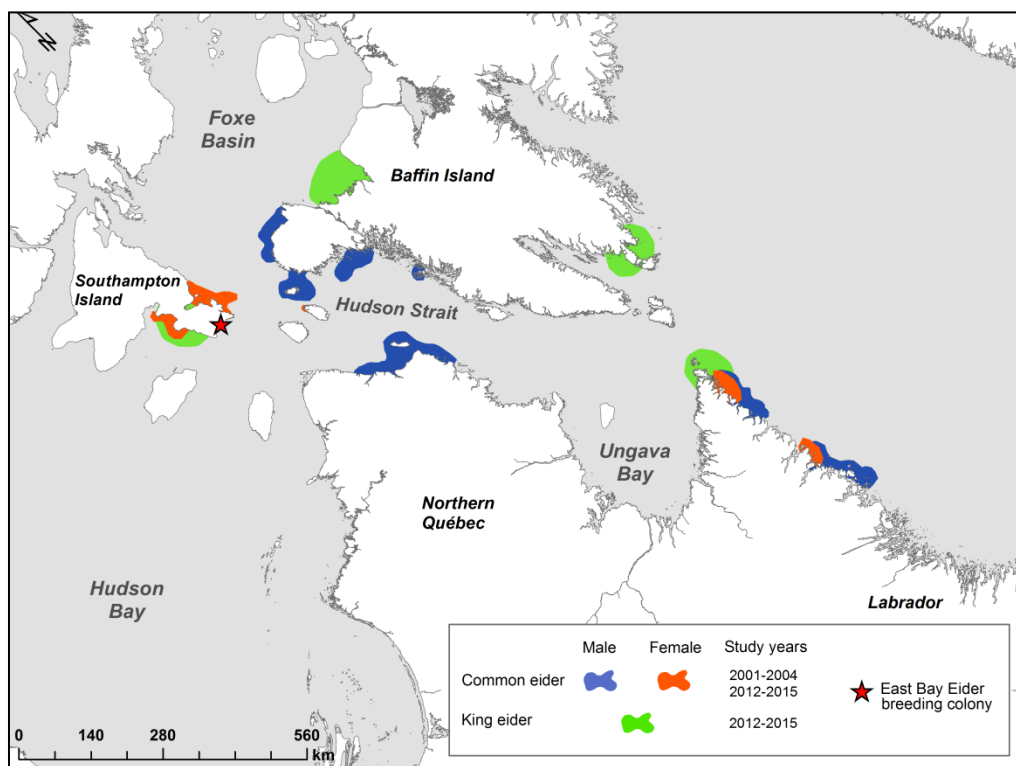 N
Foxe
Basin
Baffin Island
Southampton
Island
Hudson Strait
Ungava
Bay
Northern
Québec
Hudson
Bay
Labrador
Male Female Study years
Common eider 2001-2004
2012-2015
King eider 2012-2015
East Bay Eider
breeding colony
0 140 280 560
km